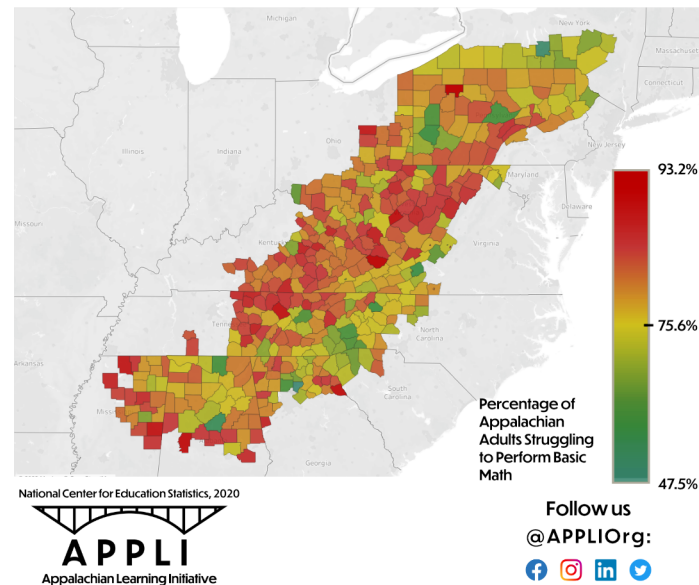 Michigan
New York
Massachusetts
Connecticut
Illinois
Indiana
Ohio
New Jersey
Maryland
Delaware
Missouri
Kentucky
Virginia
Tenne
North
Carolina
Arkansas
South
Carolina
Missi
Georgia
93.2%
75.6%
47.5%
Percentage of
Appalachian
Adults Struggling
to Perform Basic
Math
National Center for Education Statistics, 2020
APPLI
Appalachian Learning Initiative
Follow us
@APPLIOrg: